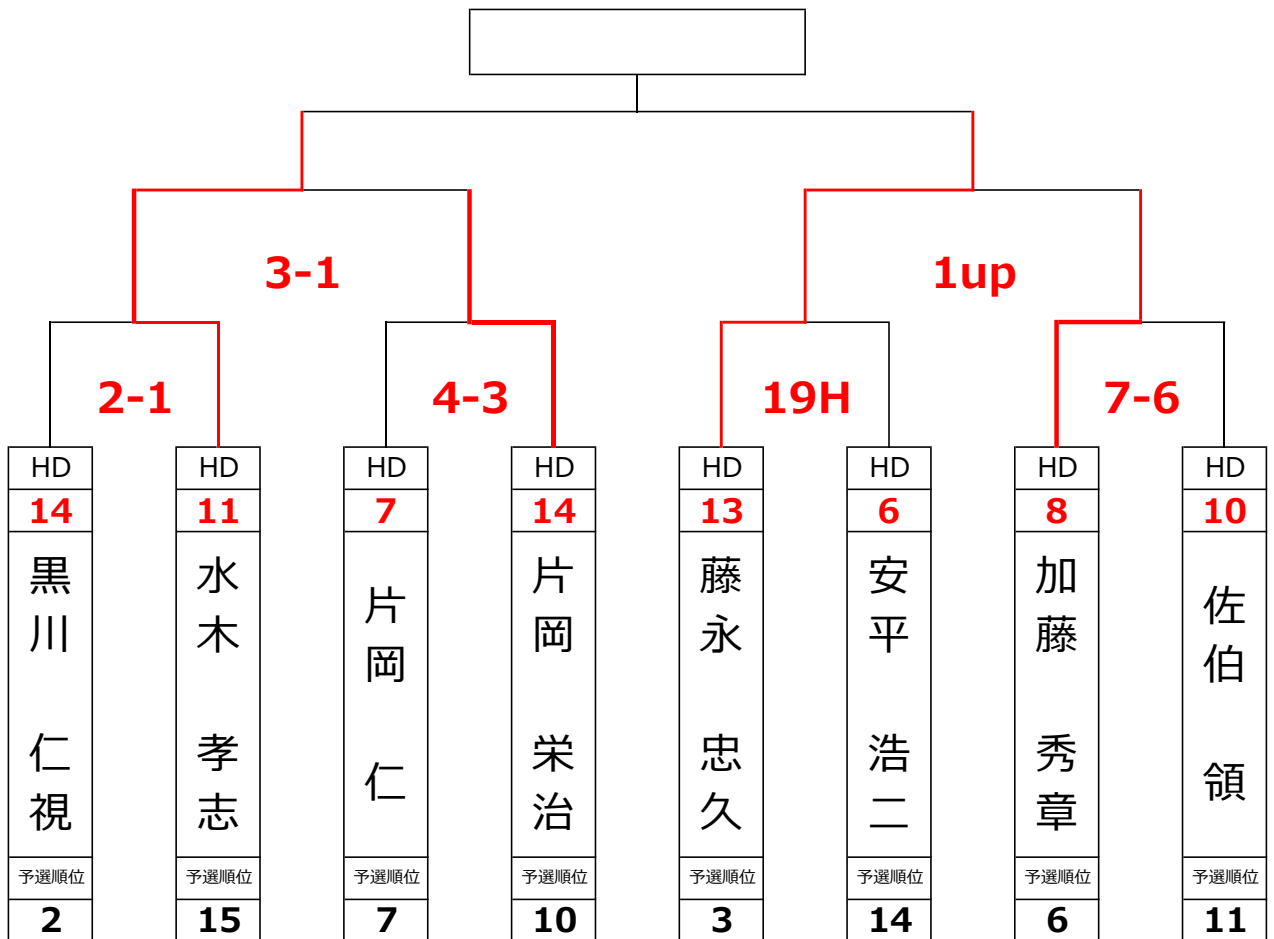 3-1
1up
2-1
4-3
19H
7-6
HD HD HD HD HD HD HD HD
14 11 7 14 13 6 8 10
黒川 仁視
水木 孝志
片岡 仁
片岡 栄治
藤永 忠久
安平 浩二
加藤 秀章
佐伯 領
予選順位 予選順位 予選順位 予選順位 予選順位 予選順位 予選順位 予選順位
2 15 7 10 3 14 6 11